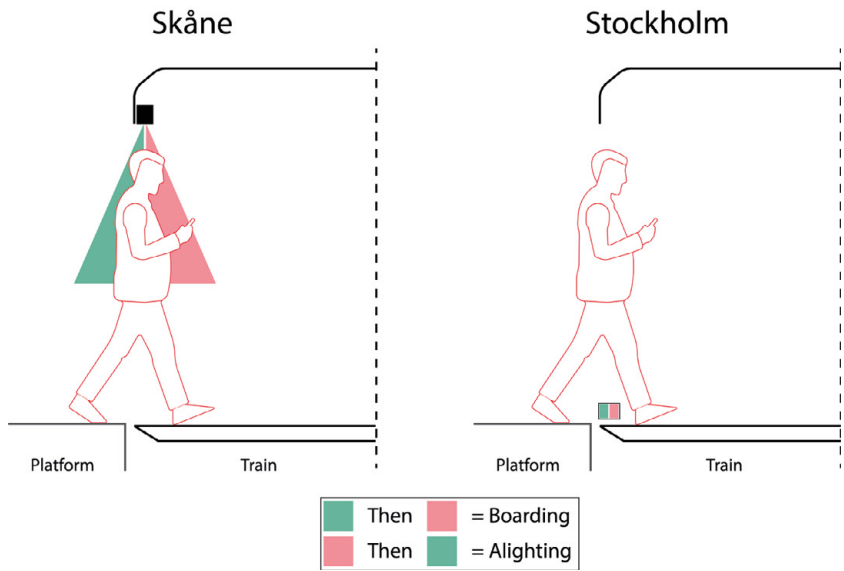 Skåne
Stockholm
Platform
Train
Platform
Train
Then = Boarding
Then = Alighting